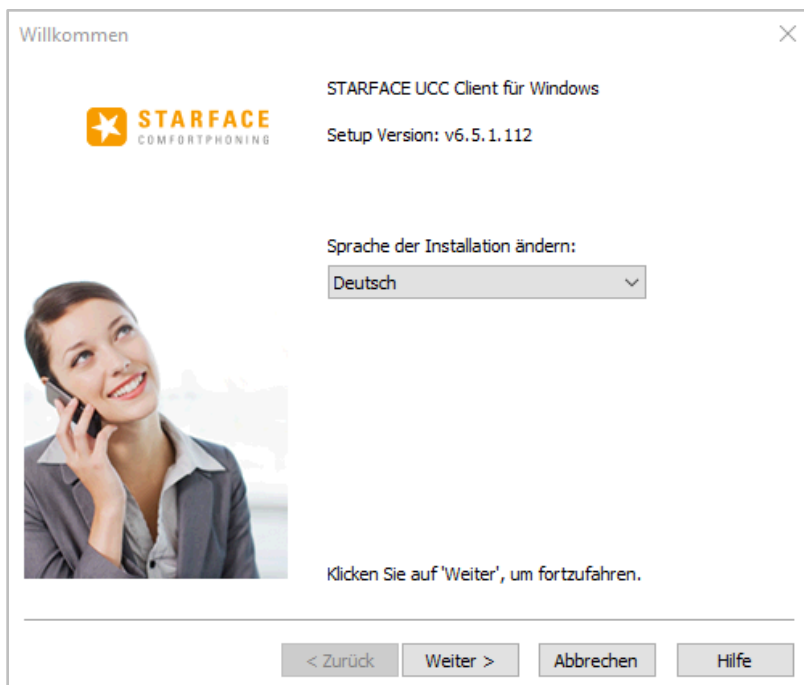 Willkommen
STARFACE
COMFORTPHONING
STARFACE UCC Client für Windows
Setup Version: v6.5.1.112
Sprache der Installation ändern:
Deutsch
Klicken Sie auf 'Weiter', um fortzufahren.
< Zurück Weiter > Abbrechen Hilfe